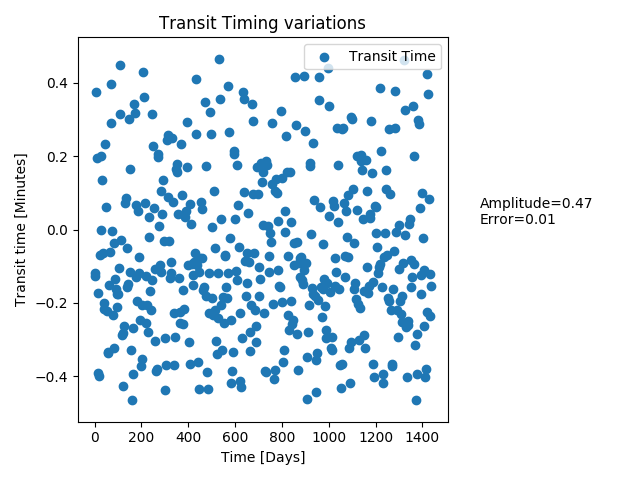 Transit Timing variations
Transit Time
0.4
0.2
0.0
−0.2
−0.4
Transit time [Minutes]
0
200
400
600
800
1000
1200
1400
Time [Days]
Amplitude=0.47
Error=0.01